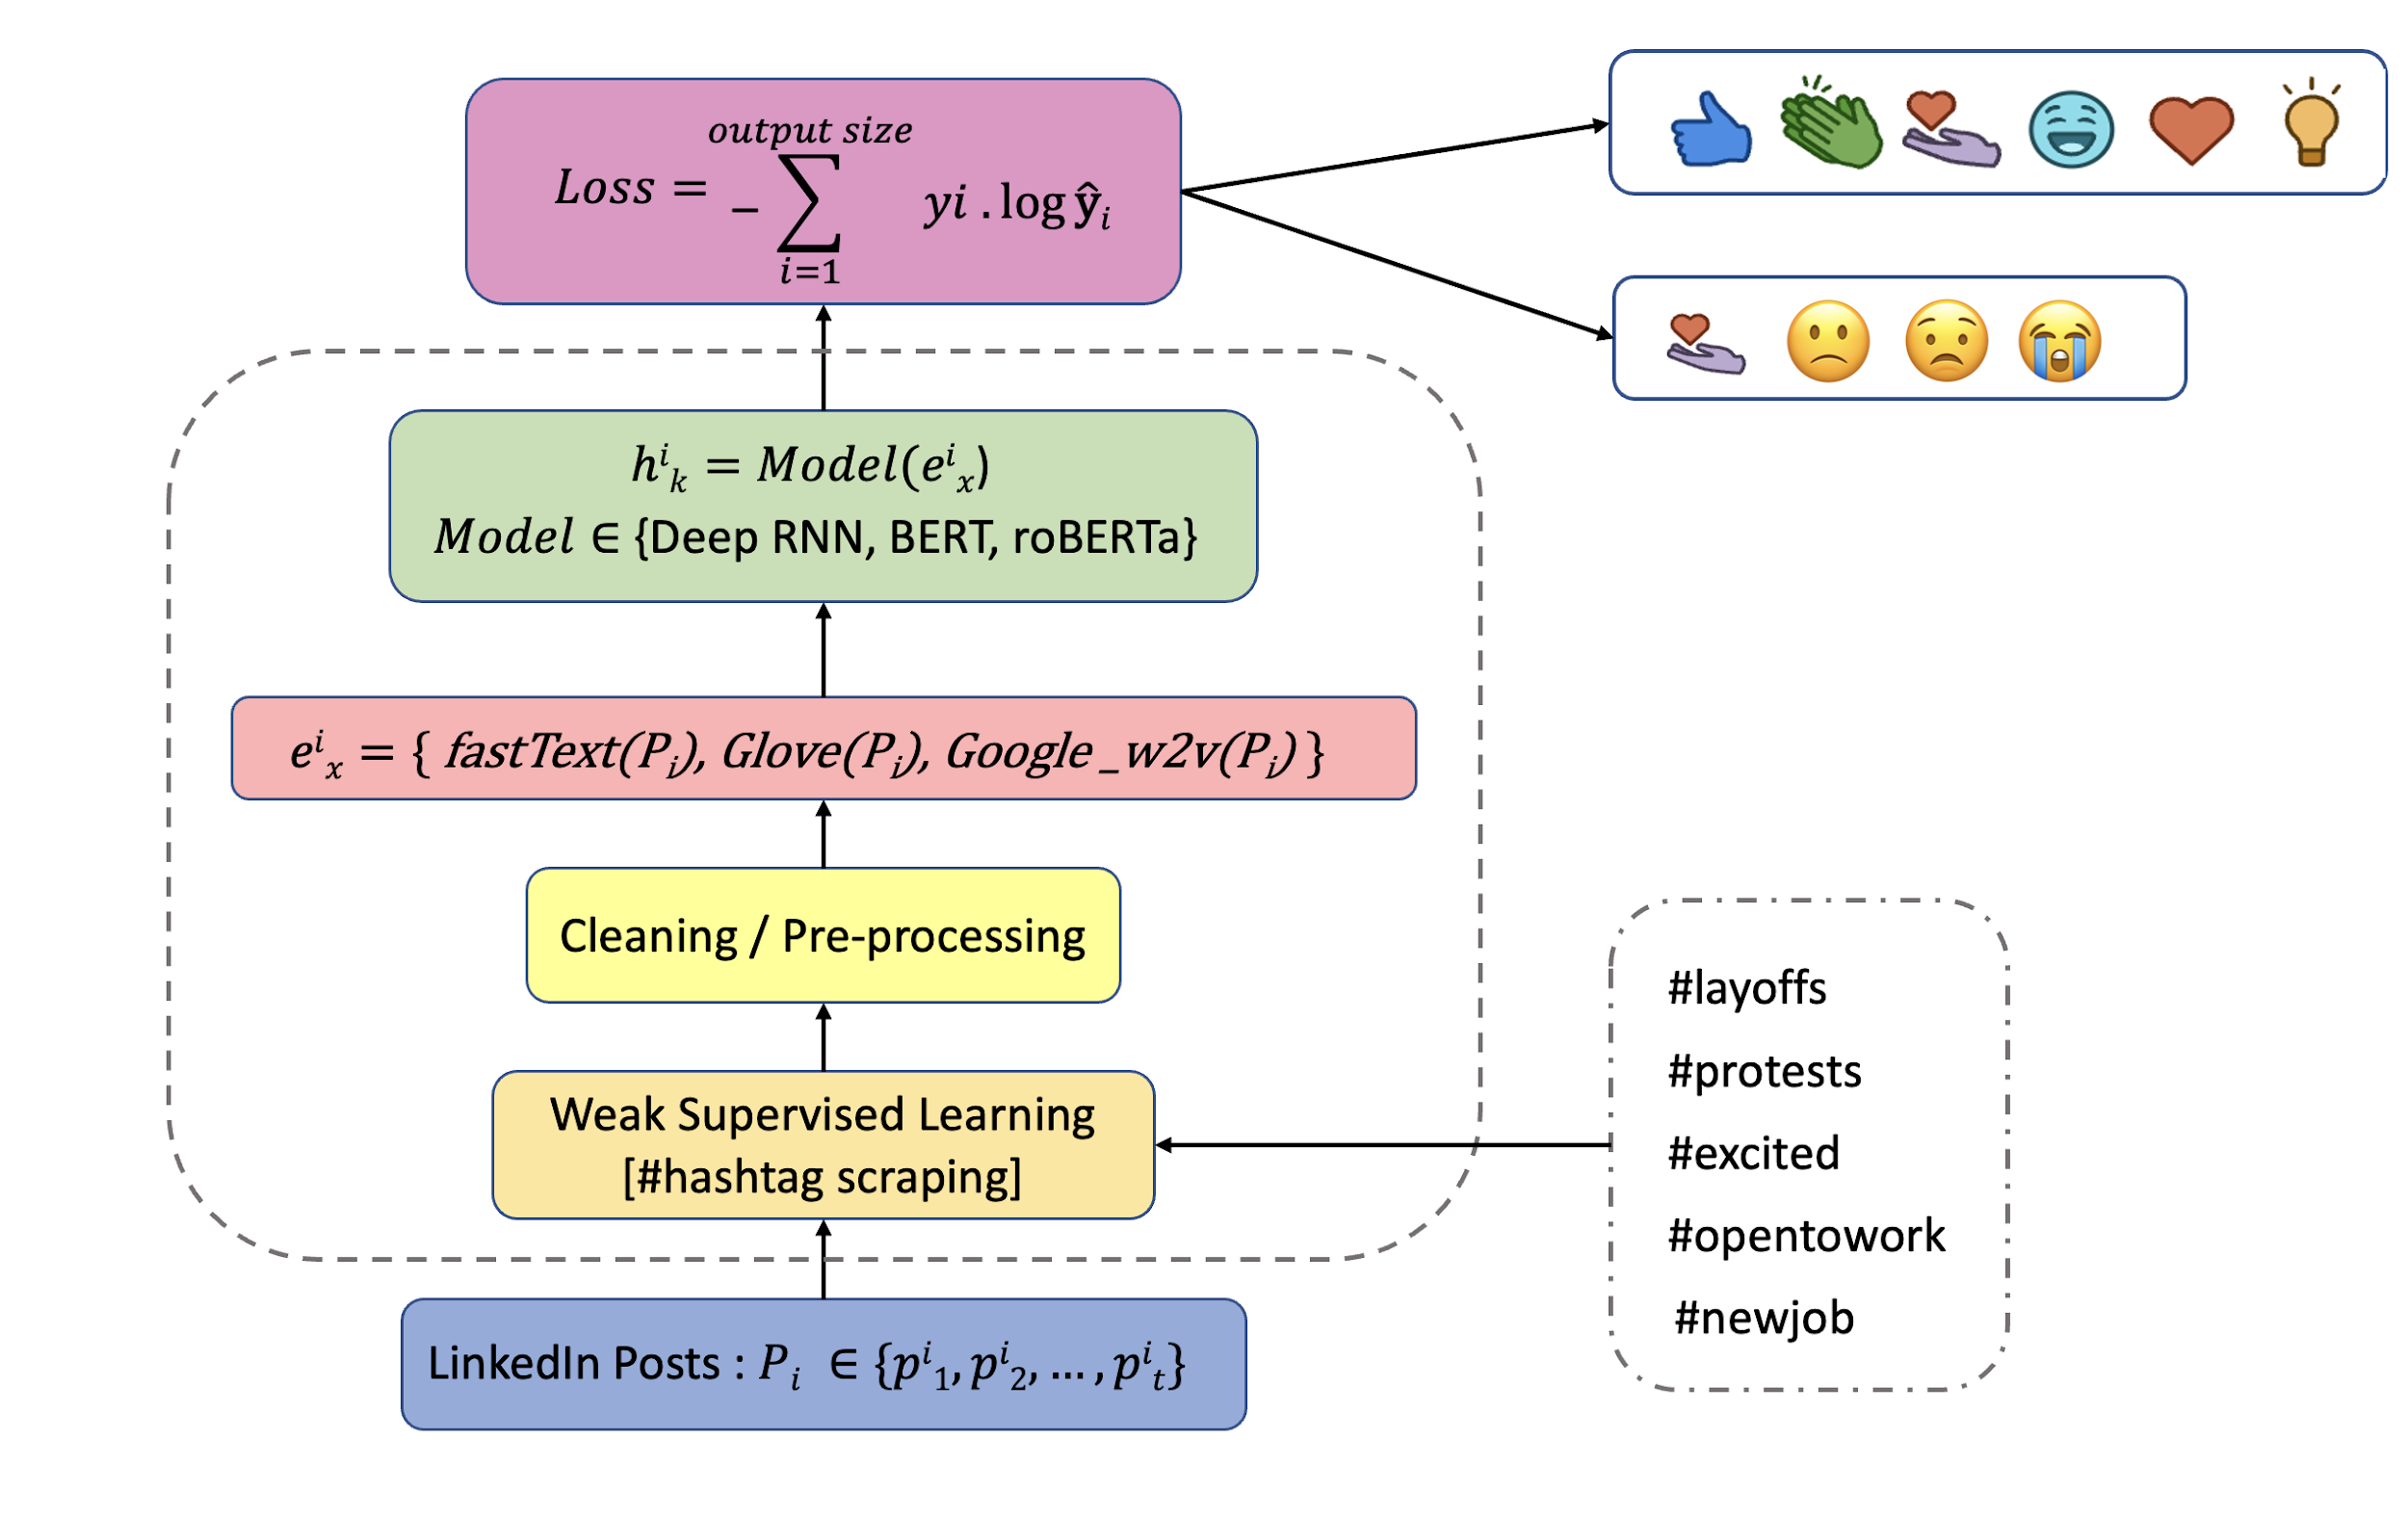 output size
Loss = − ∑ yi . log ŷᵢ
i=1
hⁱₖ = Model(eⁱₓ)
Model ∈ {Deep RNN, BERT, roBERTa}
eⁱₓ = { fastText(Pᵢ), Glove(Pᵢ), Google_w2v(Pᵢ) }
Cleaning / Pre-processing
Weak Supervised Learning
[#hashtag scraping]
LinkedIn Posts : Pᵢ ∈ {pⁱ₁, pⁱ₂, ... , pⁱₜ}
#layoffs
#protests
#excited
#opentowork
#newjob